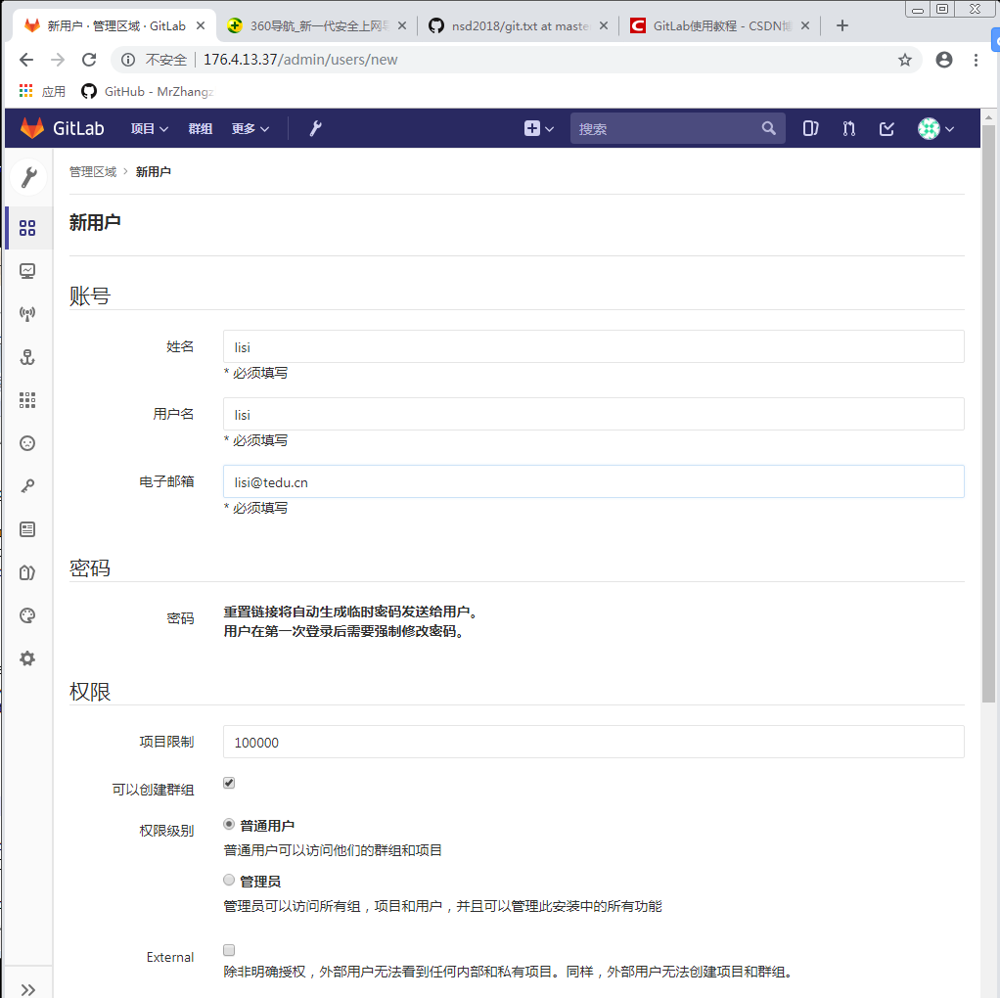 新用户 · 管理区域 · GitLab
360导航_新一代安全上网导
nsd2018/git.txt at maste
GitLab使用教程 - CSDN博
不安全 176.4.13.37/admin/users/new
应用 GitHub - MrZhangz
GitLab 项目 群组 更多 搜索
管理区域 > 新用户
新用户
账号
姓名 lisi
* 必须填写
用户名 lisi
* 必须填写
电子邮箱 lisi@tedu.cn
* 必须填写
密码
密码 重置链接将自动生成临时密码发送给用户。
用户在第一次登录后需要强制修改密码。
权限
项目限制 100000
可以创建群组
权限级别 普通用户
普通用户可以访问他们的群组和项目
管理员
管理员可以访问所有组，项目和用户，并且可以管理此安装中的所有功能
External
除非明确授权，外部用户无法看到任何内部和私有项目。同样，外部用户无法创建项目和群组。